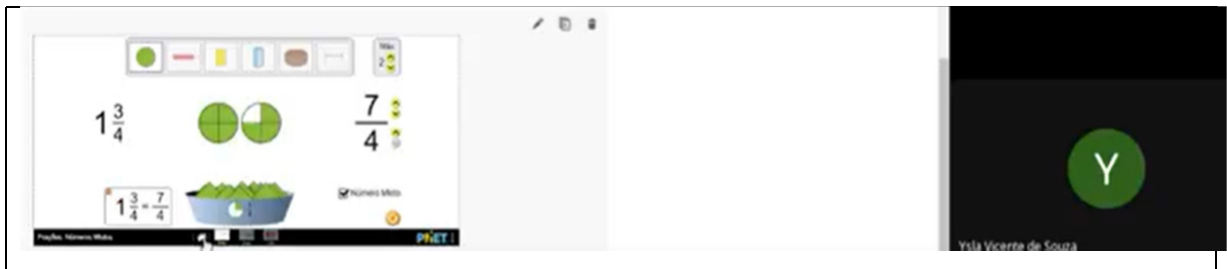 Máx
2
1 3/4
7/4
1 3/4 = 7/4
Número Misto
Frações: Números Mistos
PhET
Y
Ysla Vicente de Souza